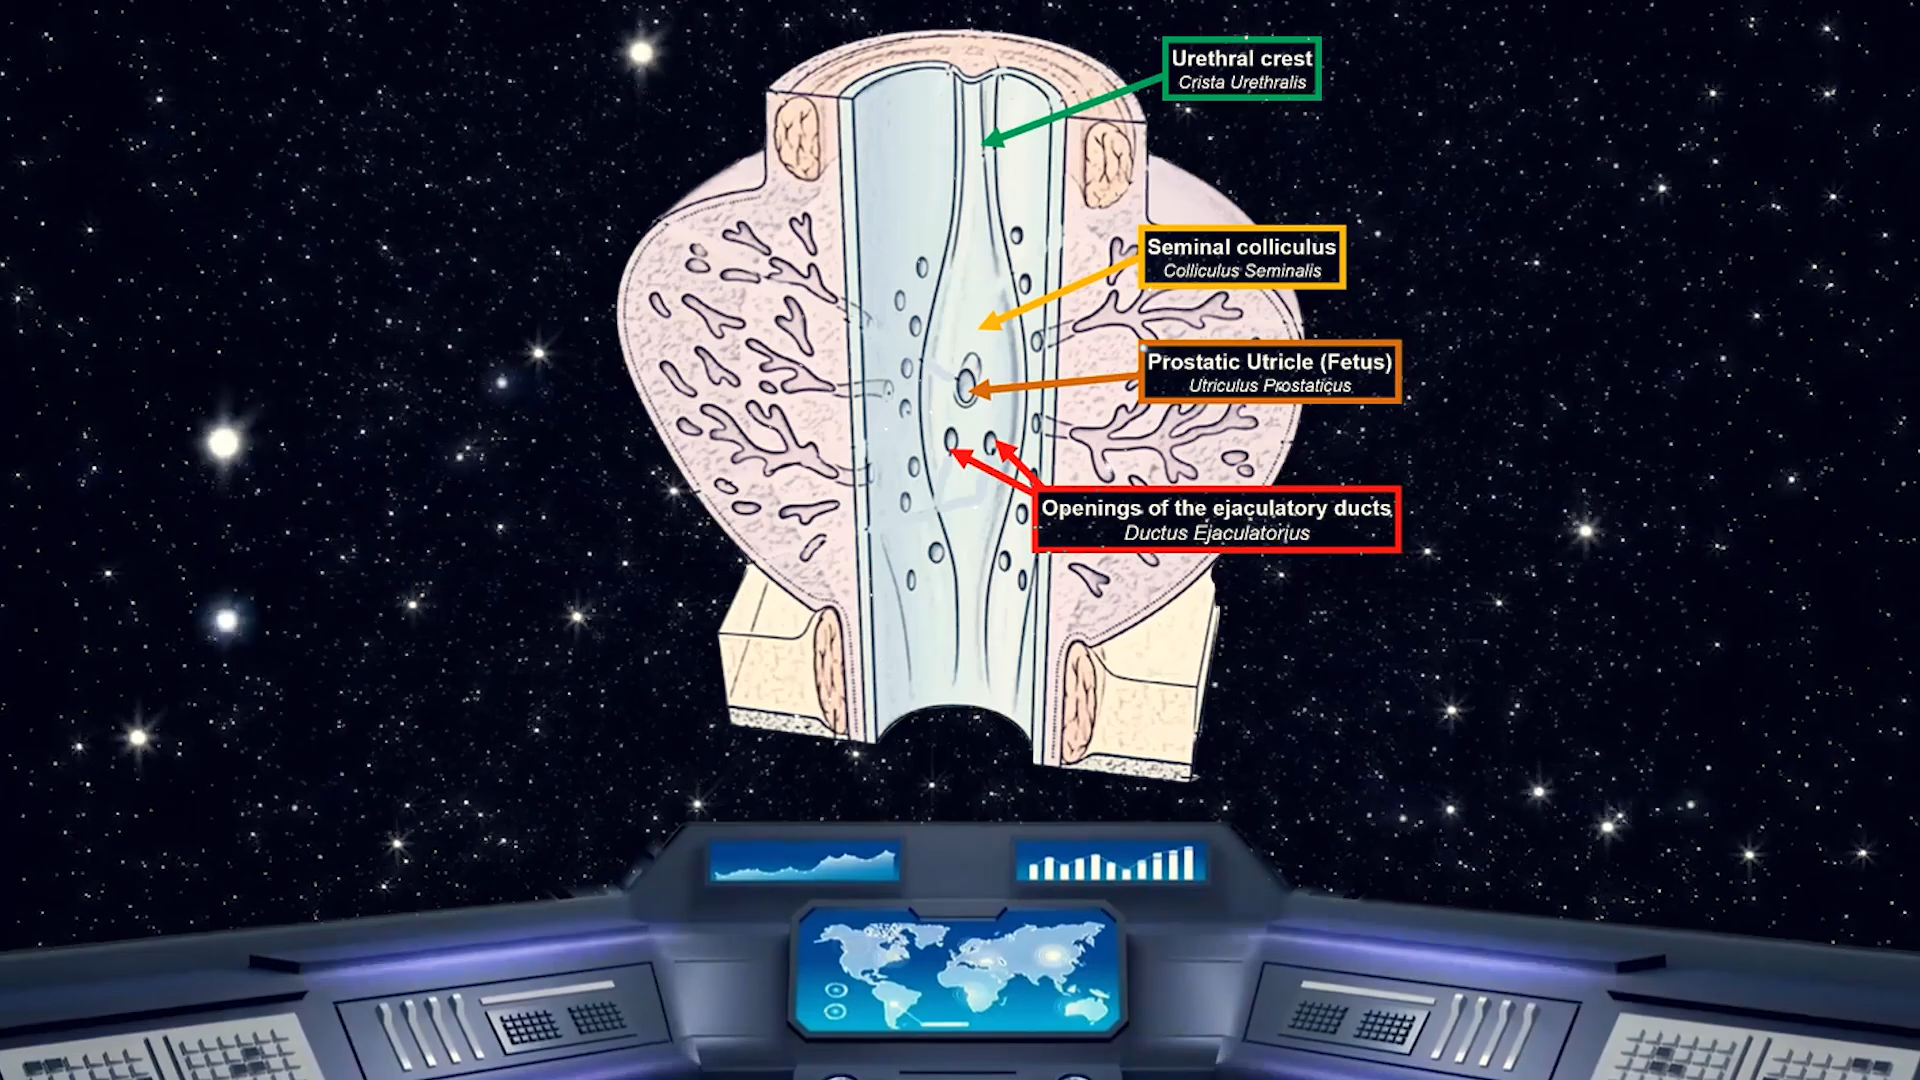 Urethral crest
Crista Urethralis
Seminal colliculus
Colliculus Seminalis
Prostatic Utricle (Fetus)
Utriculus Prostaticus
Openings of the ejaculatory ducts
Ductus Ejaculatorius